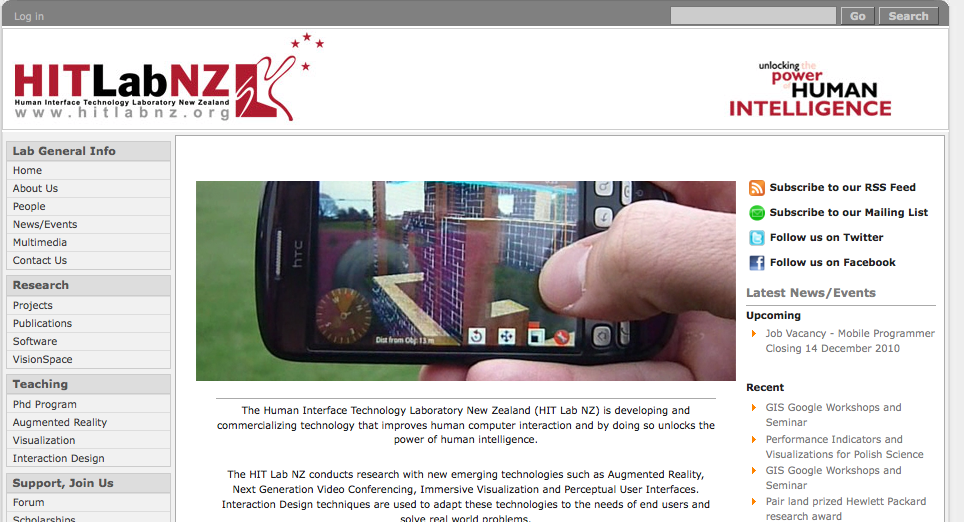 Log in
Go
Search
HITLabNZ
Human Interface Technology Laboratory New Zealand
www.hitlabnz.org
unlocking the
power of
HUMAN
INTELLIGENCE
Lab General Info
Home
About Us
People
News/Events
Multimedia
Contact Us
Research
Projects
Publications
Software
VisionSpace
Teaching
Phd Program
Augmented Reality
Visualization
Interaction Design
Support, Join Us
Forum
Scholarships
htc
Dist from Obj: 13 m
The Human Interface Technology Laboratory New Zealand (HIT Lab NZ) is developing and
commercializing technology that improves human computer interaction and by doing so unlocks the
power of human intelligence.
The HIT Lab NZ conducts research with new emerging technologies such as Augmented Reality,
Next Generation Video Conferencing, Immersive Visualization and Perceptual User Interfaces.
Interaction Design techniques are used to adapt these technologies to the needs of end users and
solve real world problems.
Subscribe to our RSS Feed
Subscribe to our Mailing List
Follow us on Twitter
Follow us on Facebook
Latest News/Events
Upcoming
Job Vacancy - Mobile Programmer
Closing 14 December 2010
Recent
GIS Google Workshops and
Seminar
Performance Indicators and
Visualizations for Polish Science
GIS Google Workshops and
Seminar
Pair land prized Hewlett Packard
research award